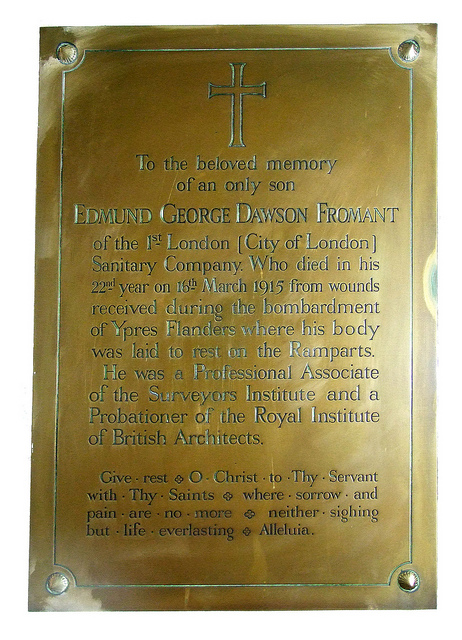 To the beloved memory
of an only son
EDMUND GEORGE DAWSON FROMANT
of the 1st London (City of London)
Sanitary Company. Who died in his
22nd year on 16th March 1915 from wounds
received during the bombardment
of Ypres Flanders where his body
was laid to rest on the Ramparts.
He was a Professional Associate
of the Surveyors Institute and a
Probationer of the Royal Institute
of British Architects.
Give · rest ✥ O · Christ · to · Thy · Servant
with · Thy · Saints ✥ where · sorrow · and
pain · are · no · more ✥ neither · sighing
but · life · everlasting ✥ Alleluia.